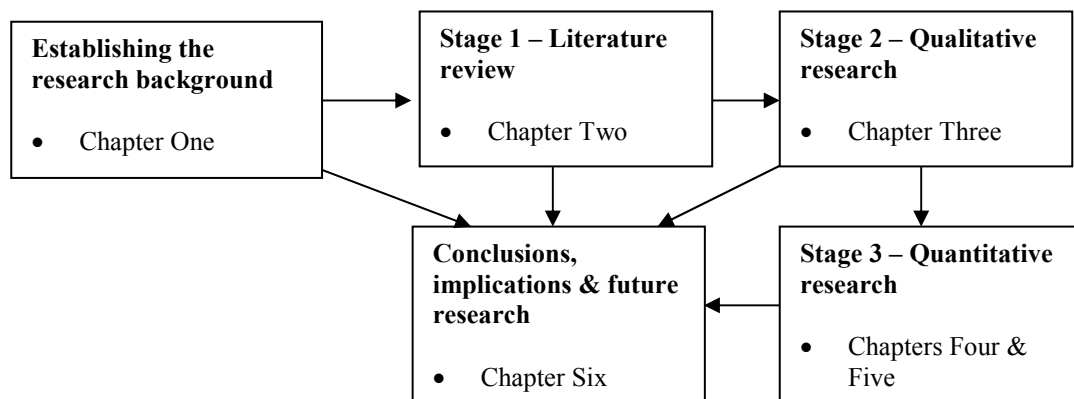 Establishing the
research background
• Chapter One
Stage 1 – Literature
review
• Chapter Two
Stage 2 – Qualitative
research
• Chapter Three
Conclusions,
implications & future
research
• Chapter Six
Stage 3 – Quantitative
research
• Chapters Four &
Five